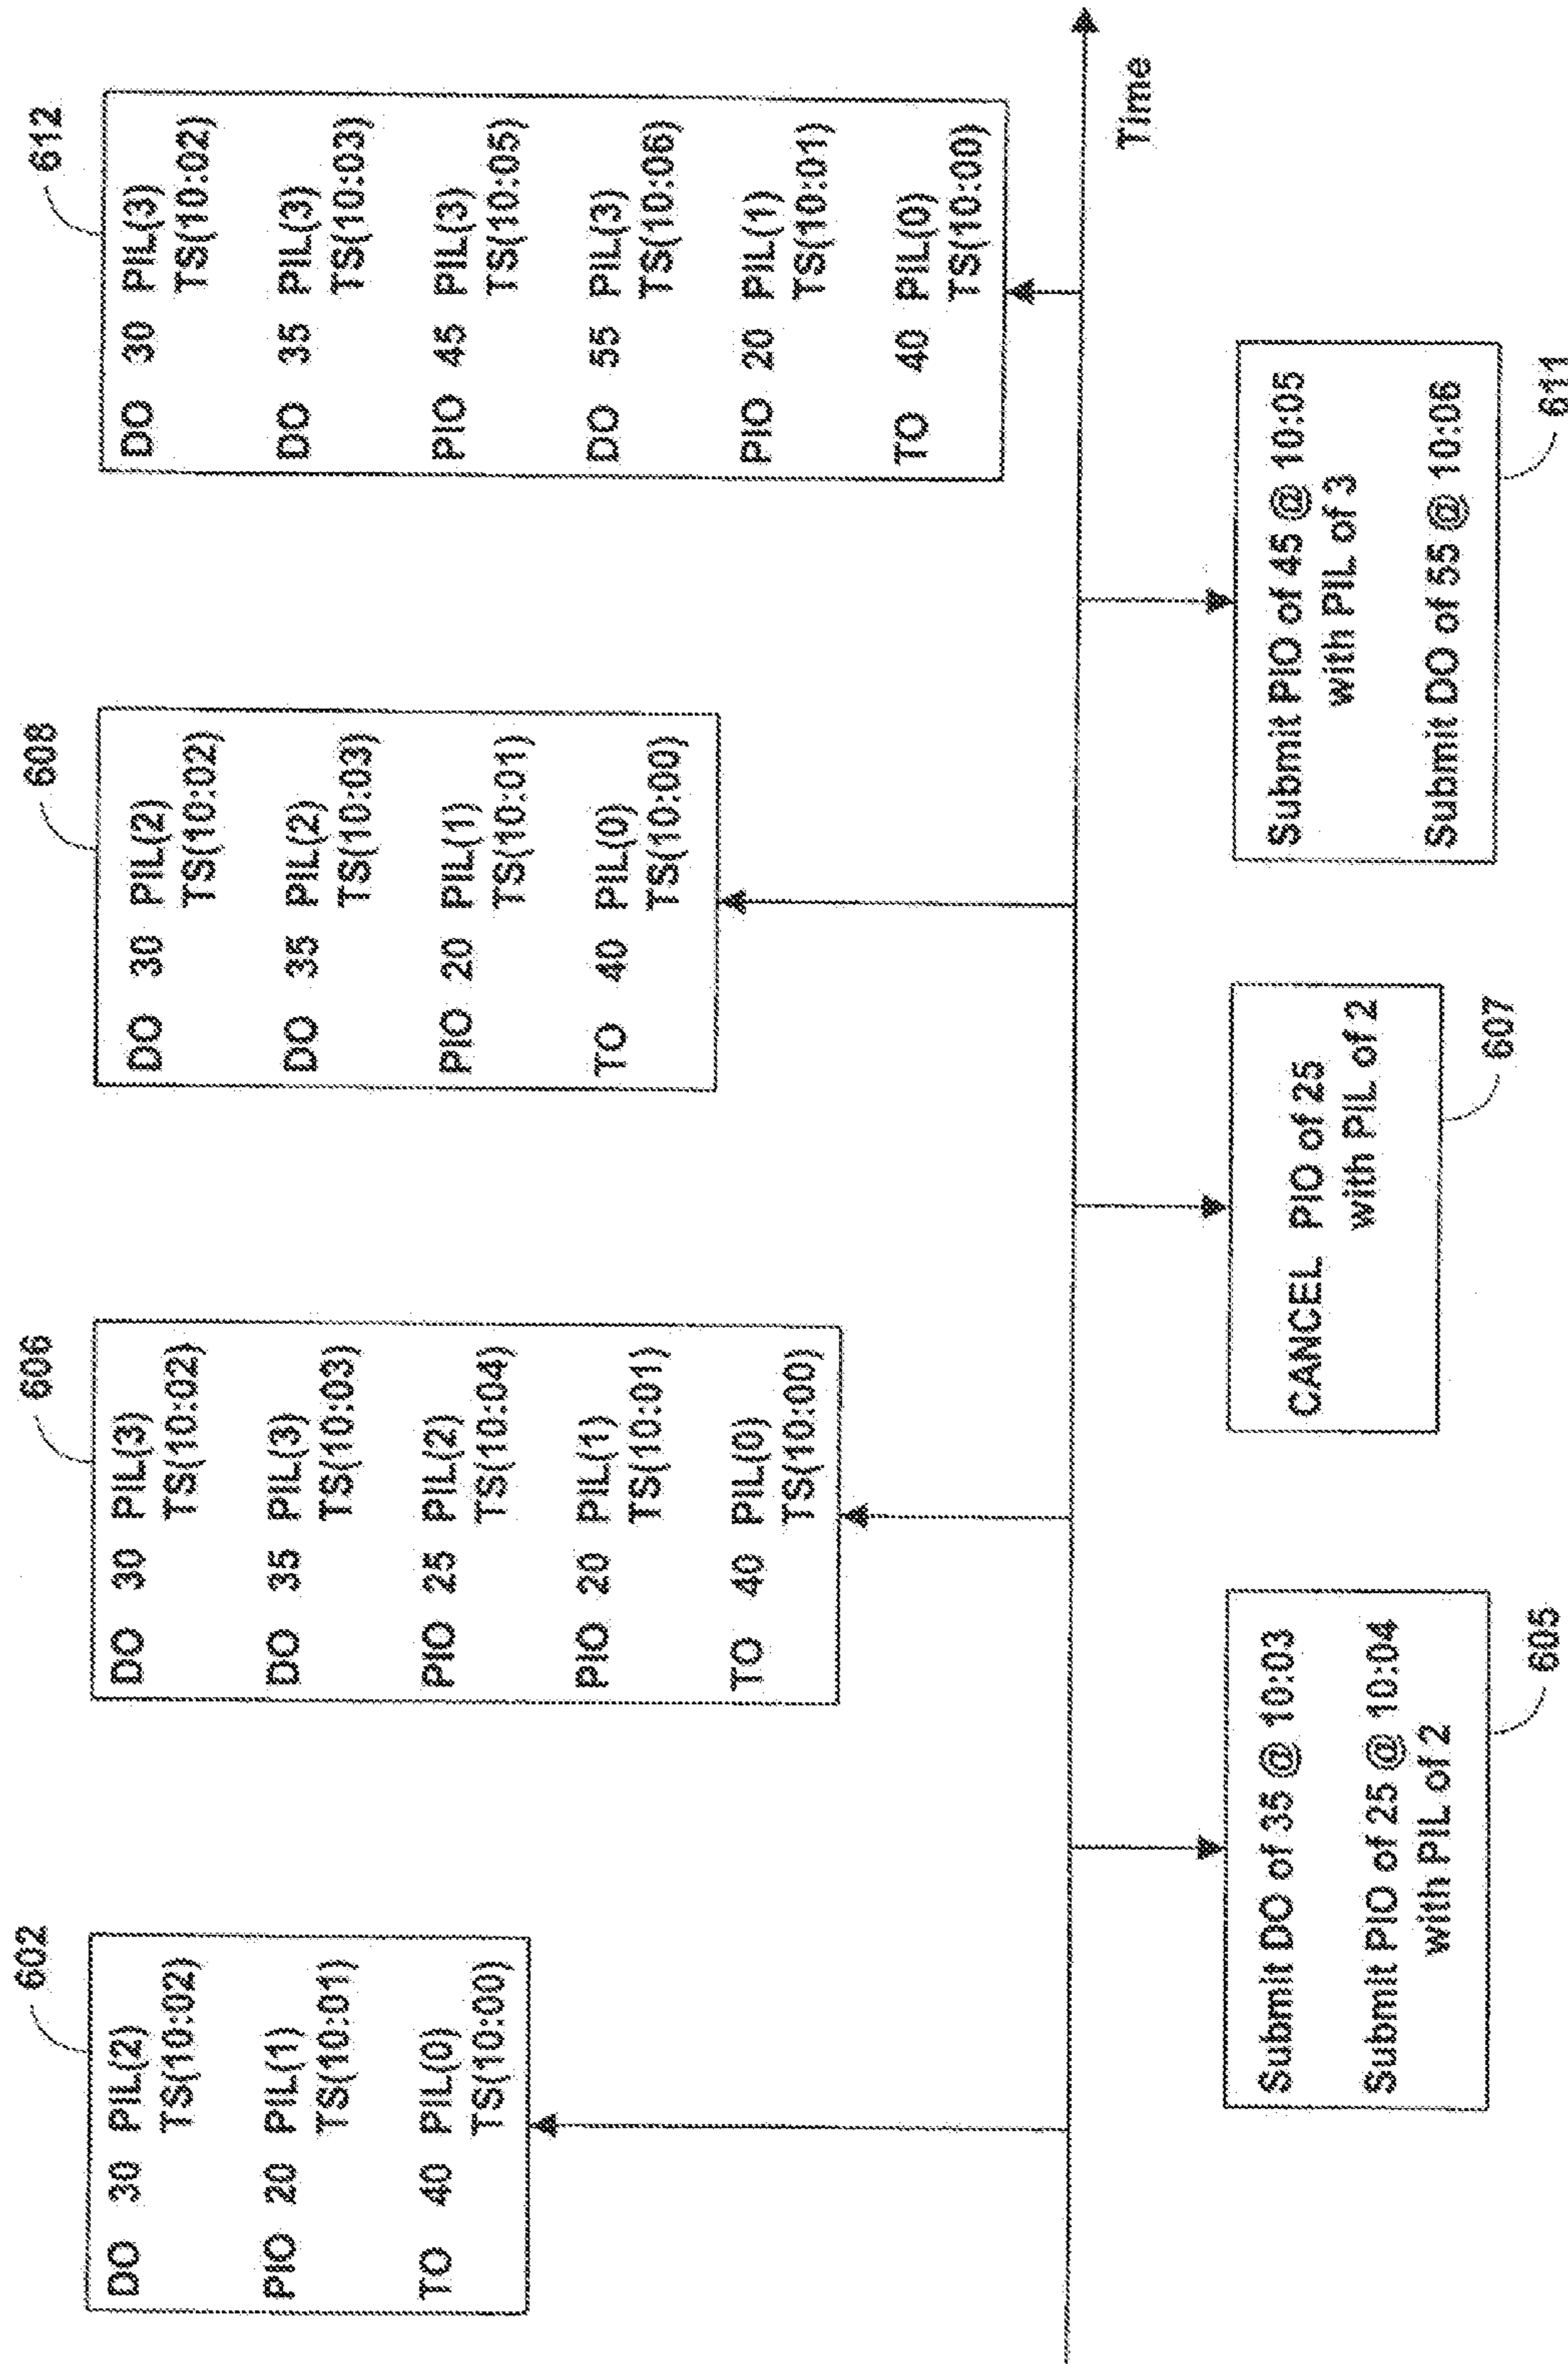 602
DO 30 PIL(2)
TS(10:02)
PIO 20 PIL(1)
TS(10:01)
TO 40 PIL(0)
TS(10:00)
606
DO 30 PIL(3)
TS(10:02)
DO 35 PIL(3)
TS(10:03)
PIO 25 PIL(2)
TS(10:04)
PIO 20 PIL(1)
TS(10:01)
TO 40 PIL(0)
TS(10:00)
608
DO 30 PIL(2)
TS(10:02)
DO 35 PIL(2)
TS(10:03)
PIO 20 PIL(1)
TS(10:01)
TO 40 PIL(0)
TS(10:00)
612
DO 30 PIL(3)
TS(10:02)
DO 35 PIL(3)
TS(10:03)
PIO 45 PIL(3)
TS(10:05)
DO 55 PIL(3)
TS(10:06)
PIO 20 PIL(1)
TS(10:01)
TO 40 PIL(0)
TS(10:00)
Time
Submit DO of 35 @ 10:03
Submit PIO of 25 @ 10:04
with PIL of 2
605
CANCEL PIO of 25
with PIL of 2
607
Submit PIO of 45 @ 10:05
with PIL of 3
Submit DO of 55 @ 10:06
611